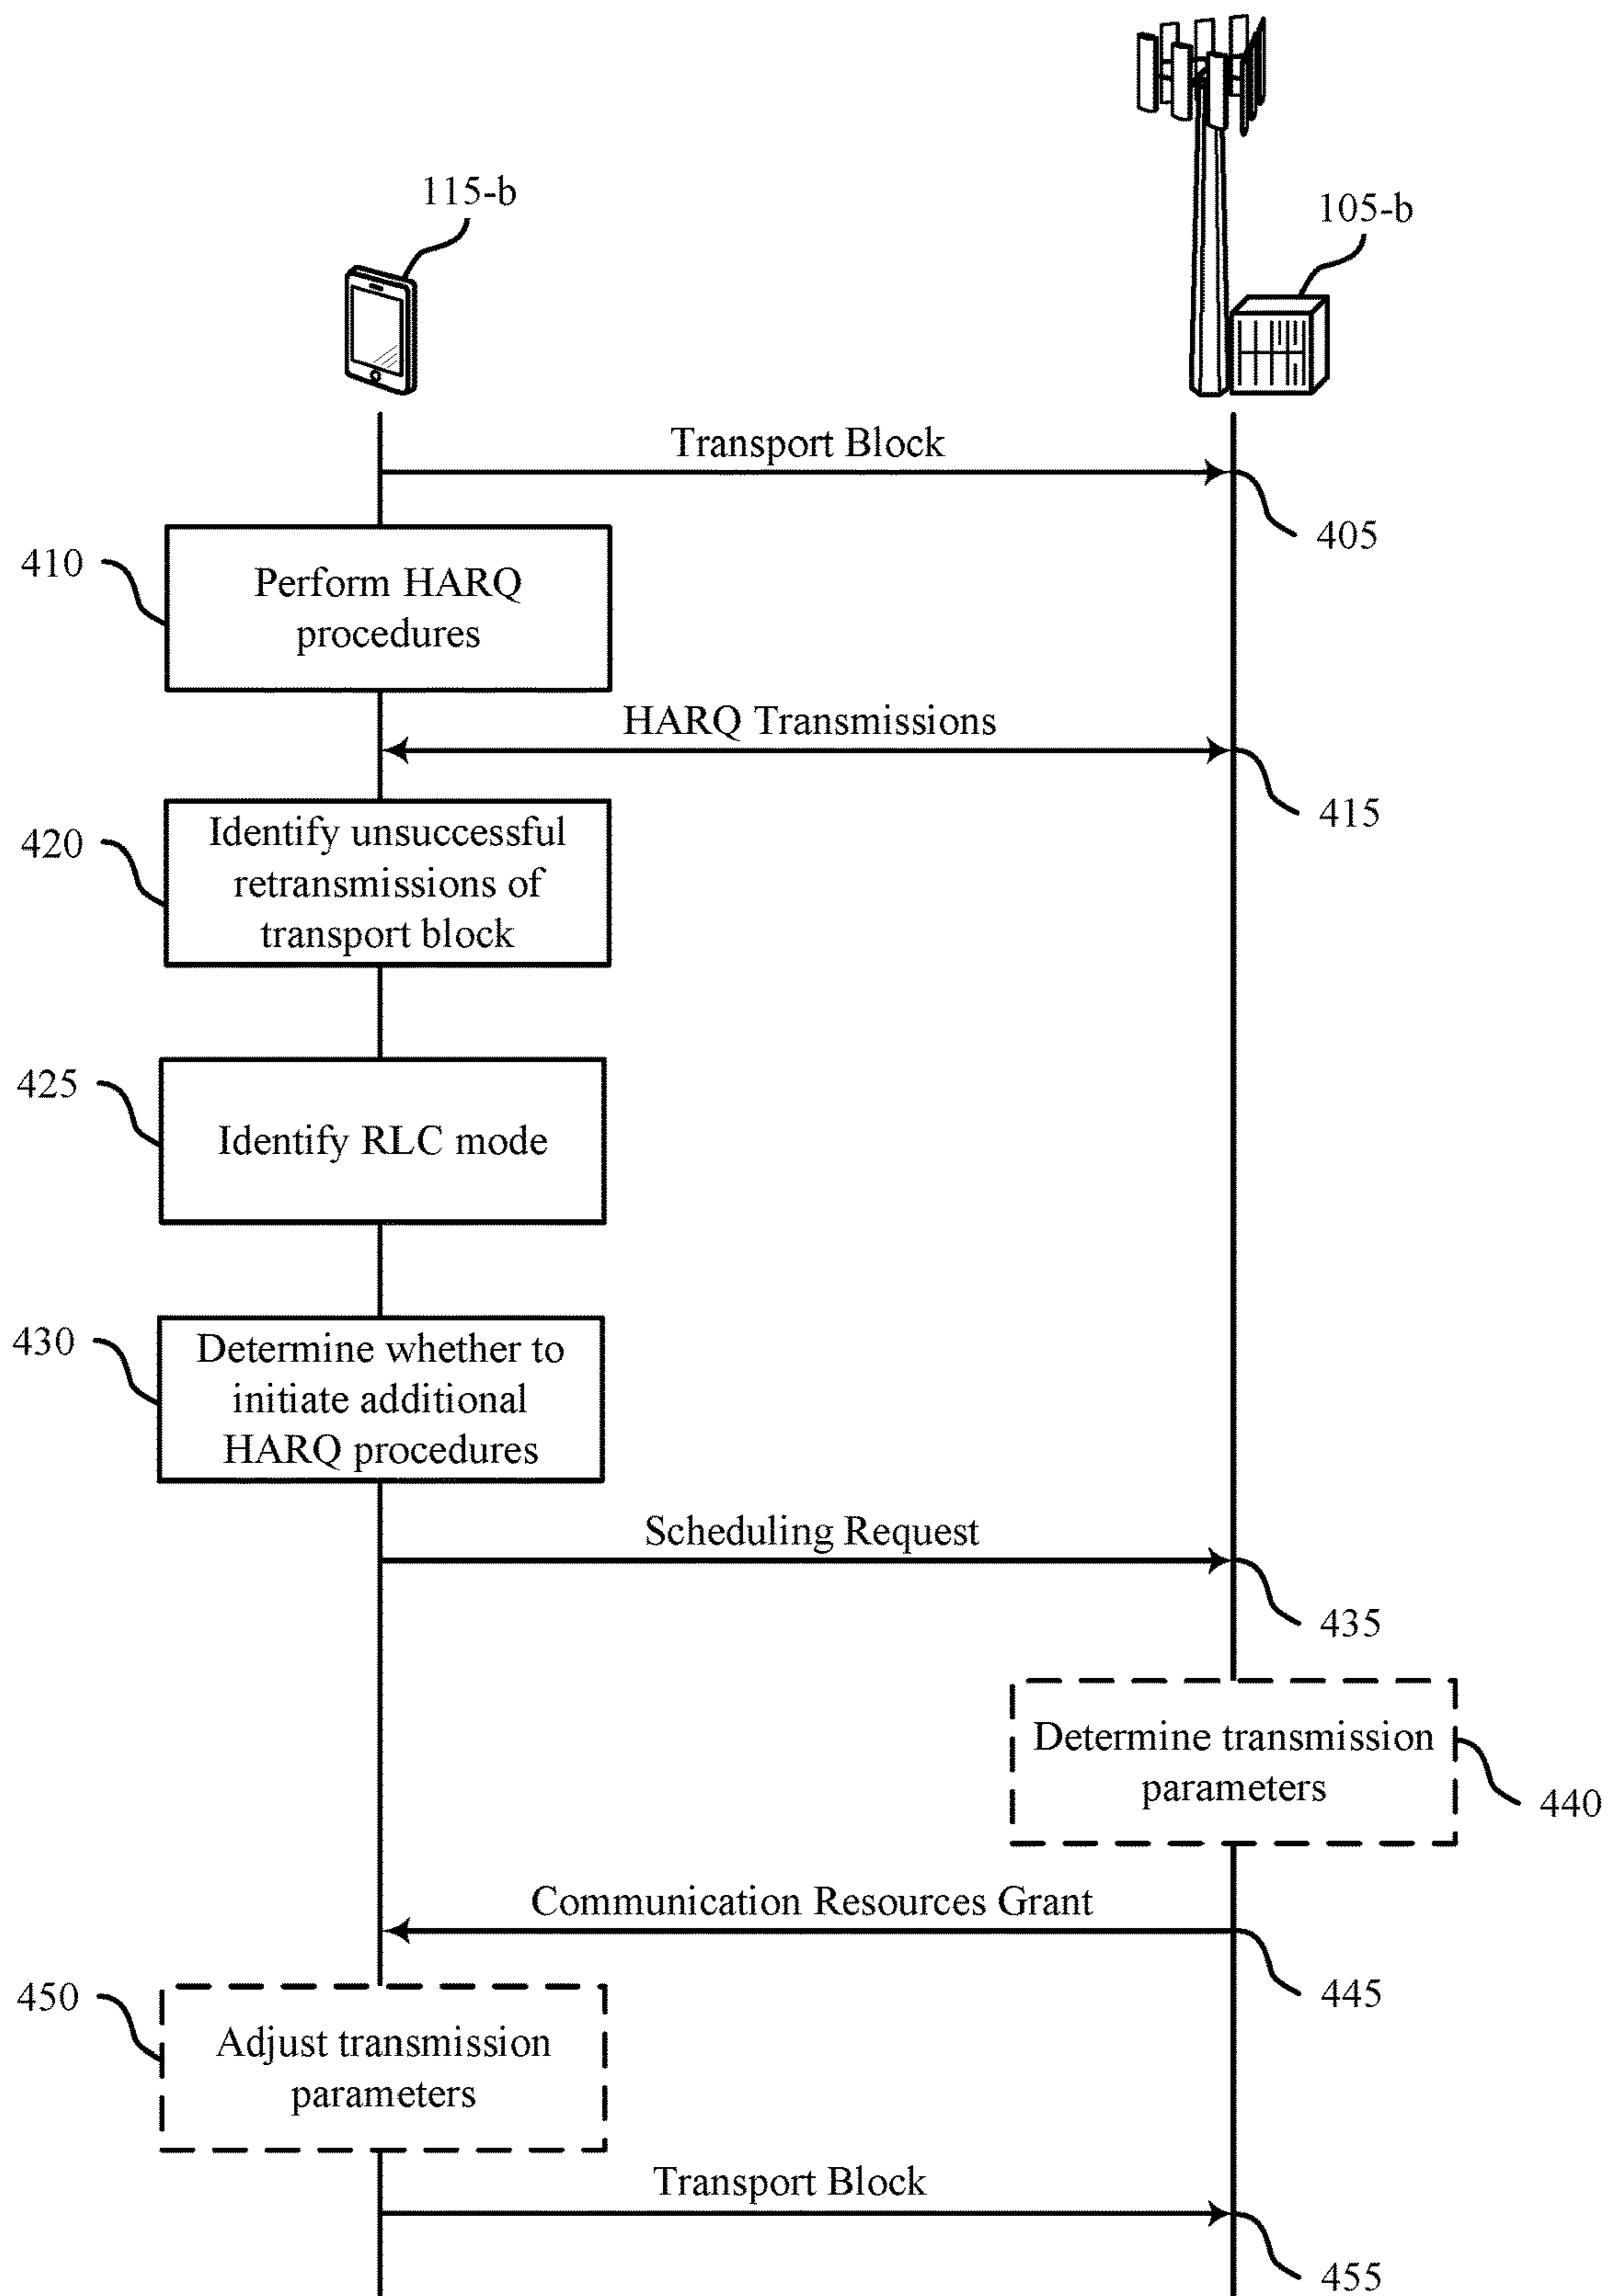 115-b
105-b
Transport Block
405
410
Perform HARQ
procedures
HARQ Transmissions
415
420
Identify unsuccessful
retransmissions of
transport block
425
Identify RLC mode
430
Determine whether to
initiate additional
HARQ procedures
Scheduling Request
435
Determine transmission
parameters
440
Communication Resources Grant
445
450
Adjust transmission
parameters
Transport Block
455